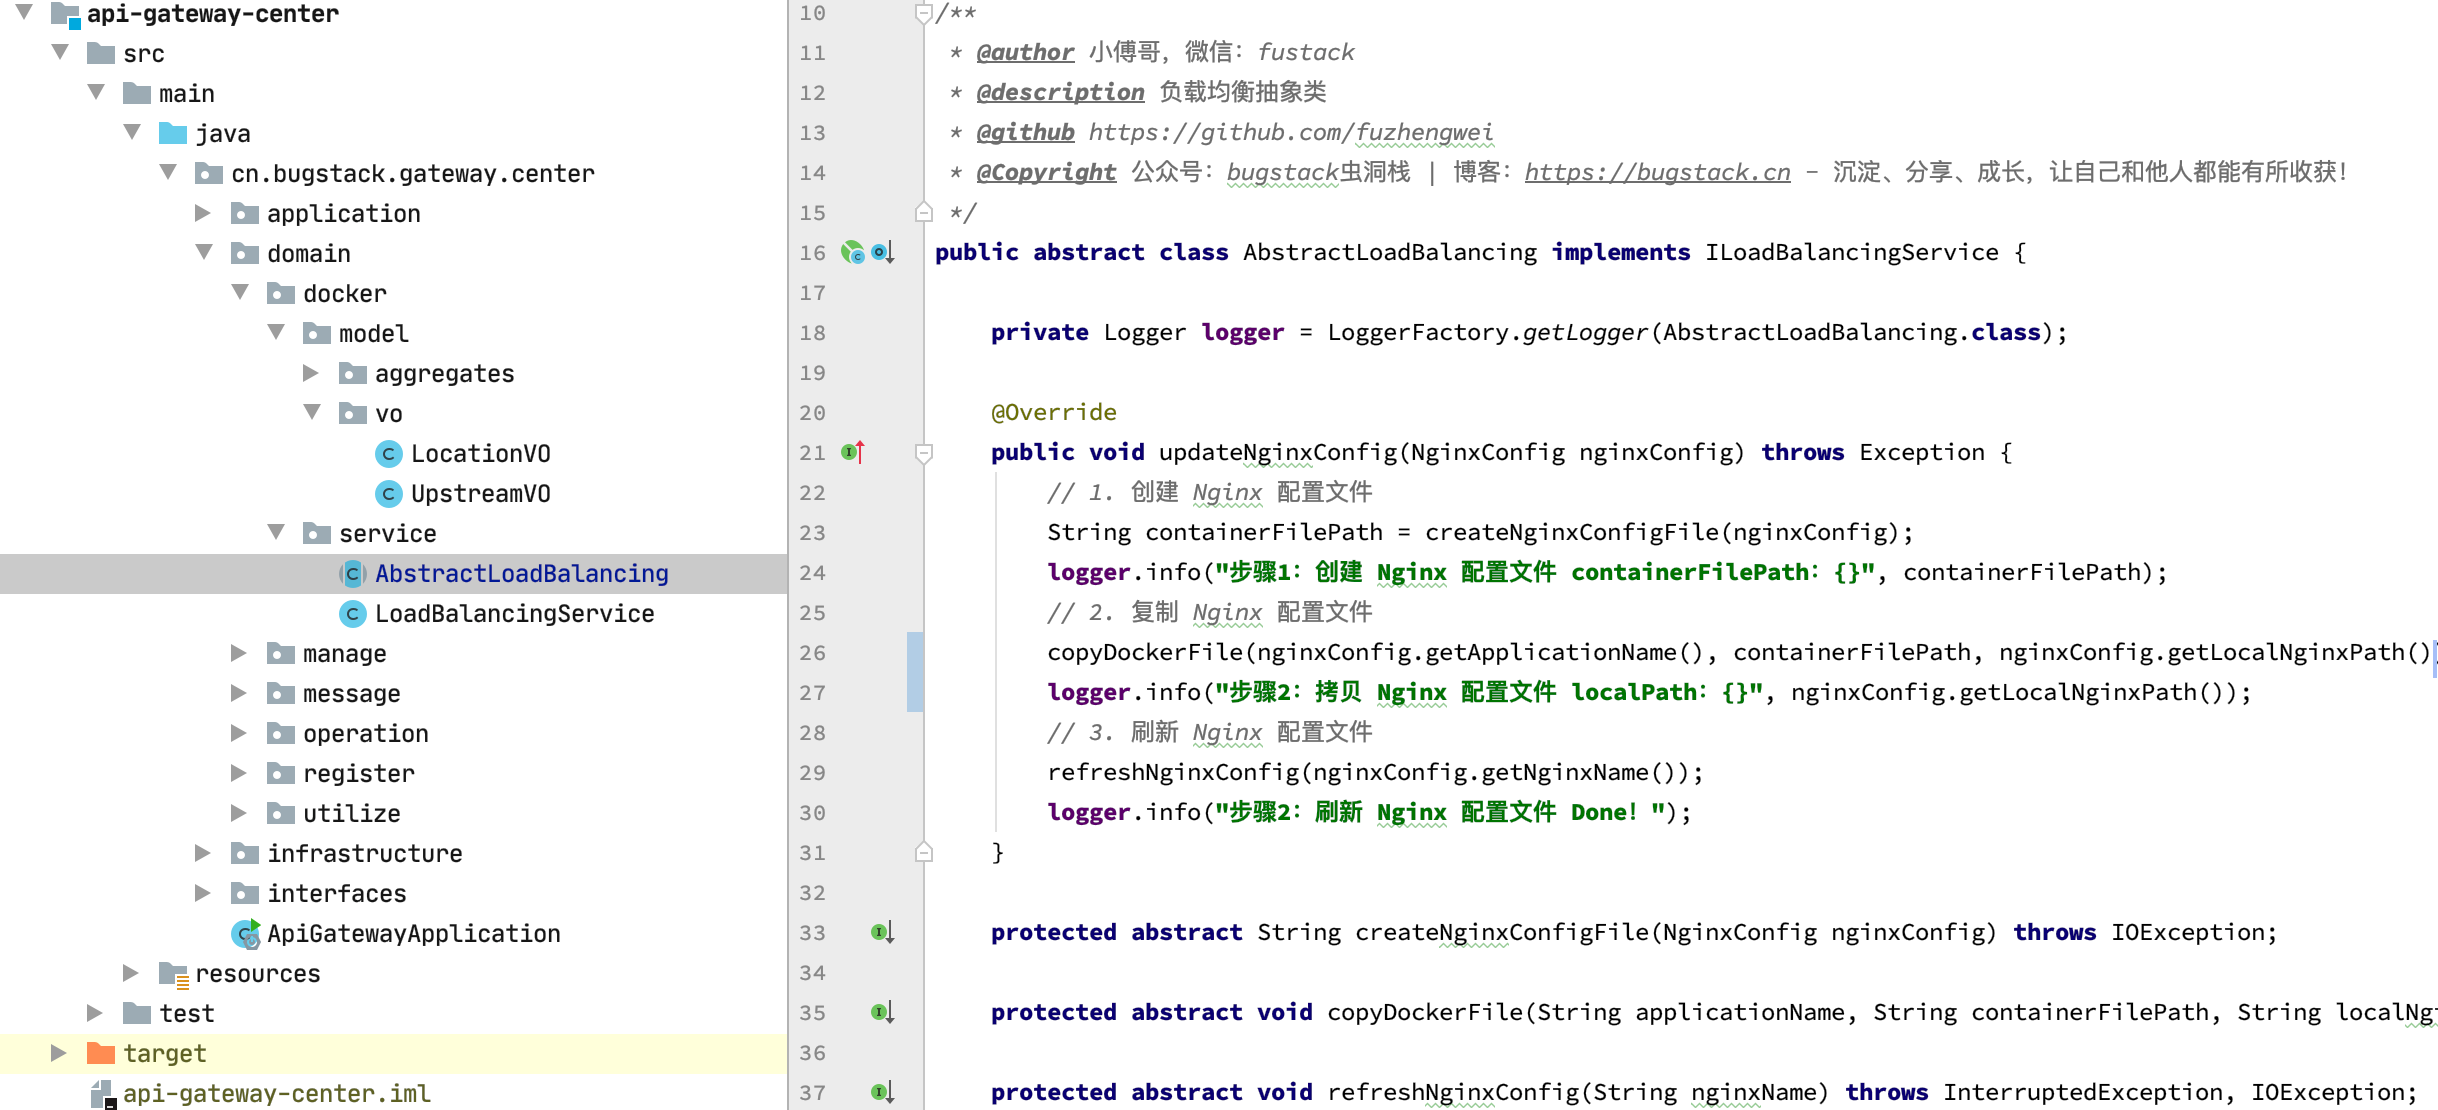 api-gateway-center
src
main
java
cn.bugstack.gateway.center
application
domain
docker
model
aggregates
vo
LocationVO
UpstreamVO
service
AbstractLoadBalancing
LoadBalancingService
manage
message
operation
register
utilize
infrastructure
interfaces
ApiGatewayApplication
resources
test
target
api-gateway-center.iml
10 /**
11 * @author 小傅哥，微信：fustack
12 * @description 负载均衡抽象类
13 * @github https://github.com/fuzhengwei
14 * @Copyright 公众号：bugstack虫洞栈 | 博客：https://bugstack.cn - 沉淀、分享、成长，让自己和他人都能有所收获！
15 */
16 public abstract class AbstractLoadBalancing implements ILoadBalancingService {
17
18 private Logger logger = LoggerFactory.getLogger(AbstractLoadBalancing.class);
19
20 @Override
21 public void updateNginxConfig(NginxConfig nginxConfig) throws Exception {
22 // 1. 创建 Nginx 配置文件
23 String containerFilePath = createNginxConfigFile(nginxConfig);
24 logger.info("步骤1：创建 Nginx 配置文件 containerFilePath：{}", containerFilePath);
25 // 2. 复制 Nginx 配置文件
26 copyDockerFile(nginxConfig.getApplicationName(), containerFilePath, nginxConfig.getLocalNginxPath()
27 logger.info("步骤2：拷贝 Nginx 配置文件 localPath：{}", nginxConfig.getLocalNginxPath());
28 // 3. 刷新 Nginx 配置文件
29 refreshNginxConfig(nginxConfig.getNginxName());
30 logger.info("步骤2：刷新 Nginx 配置文件 Done！");
31 }
32
33 protected abstract String createNginxConfigFile(NginxConfig nginxConfig) throws IOException;
34
35 protected abstract void copyDockerFile(String applicationName, String containerFilePath, String
36
37 protected abstract void refreshNginxConfig(String nginxName) throws InterruptedException, IOException;